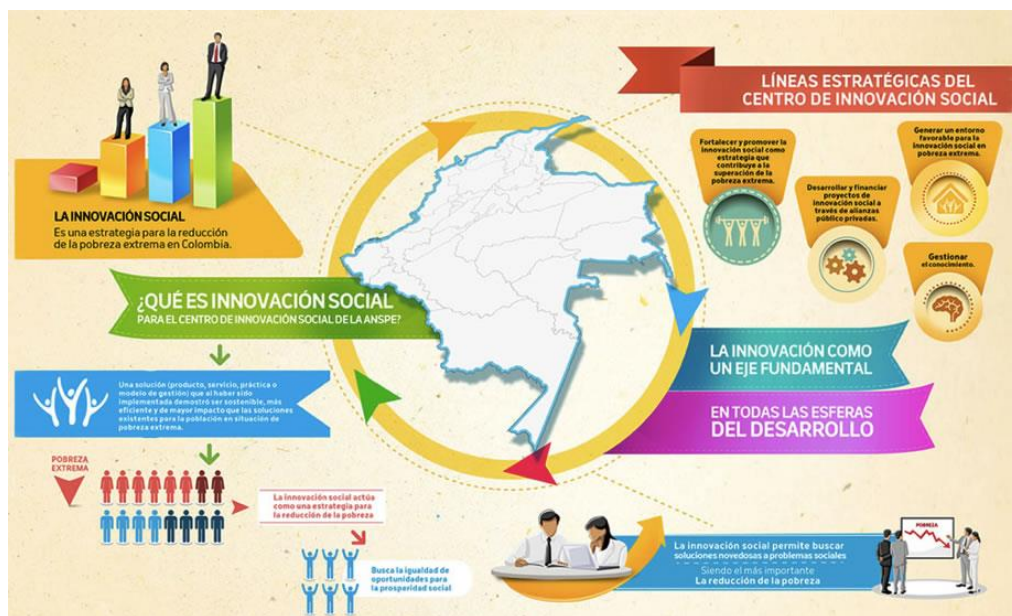 LA INNOVACIÓN SOCIAL
Es una estrategia para la reducción
de la pobreza extrema en Colombia.
¿QUÉ ES INNOVACIÓN SOCIAL
PARA EL CENTRO DE INNOVACIÓN SOCIAL DE LA ANSPE?
Una solución (producto, servicio, práctica o
modelo de gestión) que al haber sido
implementada demostró ser sostenible, más
eficiente y de mayor impacto que las soluciones
existentes para la población en situación de
pobreza extrema.
POBREZA
EXTREMA
La innovación social actúa
como una estrategia para
la reducción de la pobreza
Busca la igualdad de
oportunidades para
la prosperidad social
LÍNEAS ESTRATÉGICAS DEL
CENTRO DE INNOVACIÓN SOCIAL
Fortalecer y promover la
innovación social como
estrategia que
contribuye a la
superación de la
pobreza extrema.
Desarrollar y financiar
proyectos de
innovación social a
través de alianzas
público privadas.
Generar un entorno
favorable para la
innovación social en
pobreza extrema.
Gestionar
el conocimiento.
LA INNOVACIÓN COMO
UN EJE FUNDAMENTAL
EN TODAS LAS ESFERAS
DEL DESARROLLO
La innovación social permite buscar
soluciones novedosas a problemas sociales
Siendo el más importante
La reducción de la pobreza
POBREZA